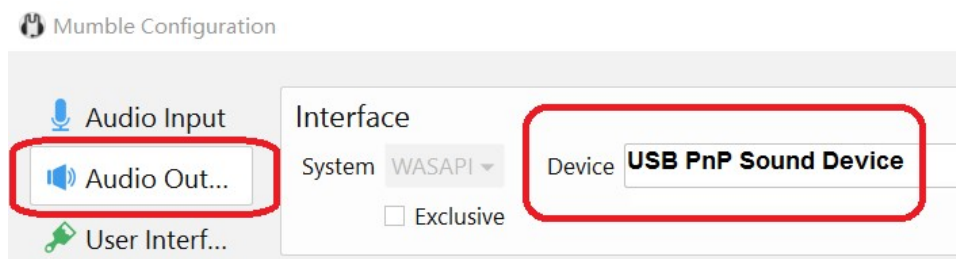 Mumble Configuration
Audio Input
Audio Out...
User Interf...
Interface
System WASAPI Device USB PnP Sound Device
Exclusive